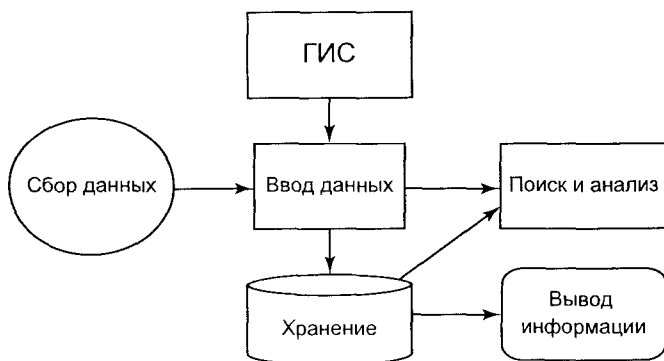 ГИС
Сбор данных
Ввод данных
Поиск и анализ
Хранение
Вывод
информации